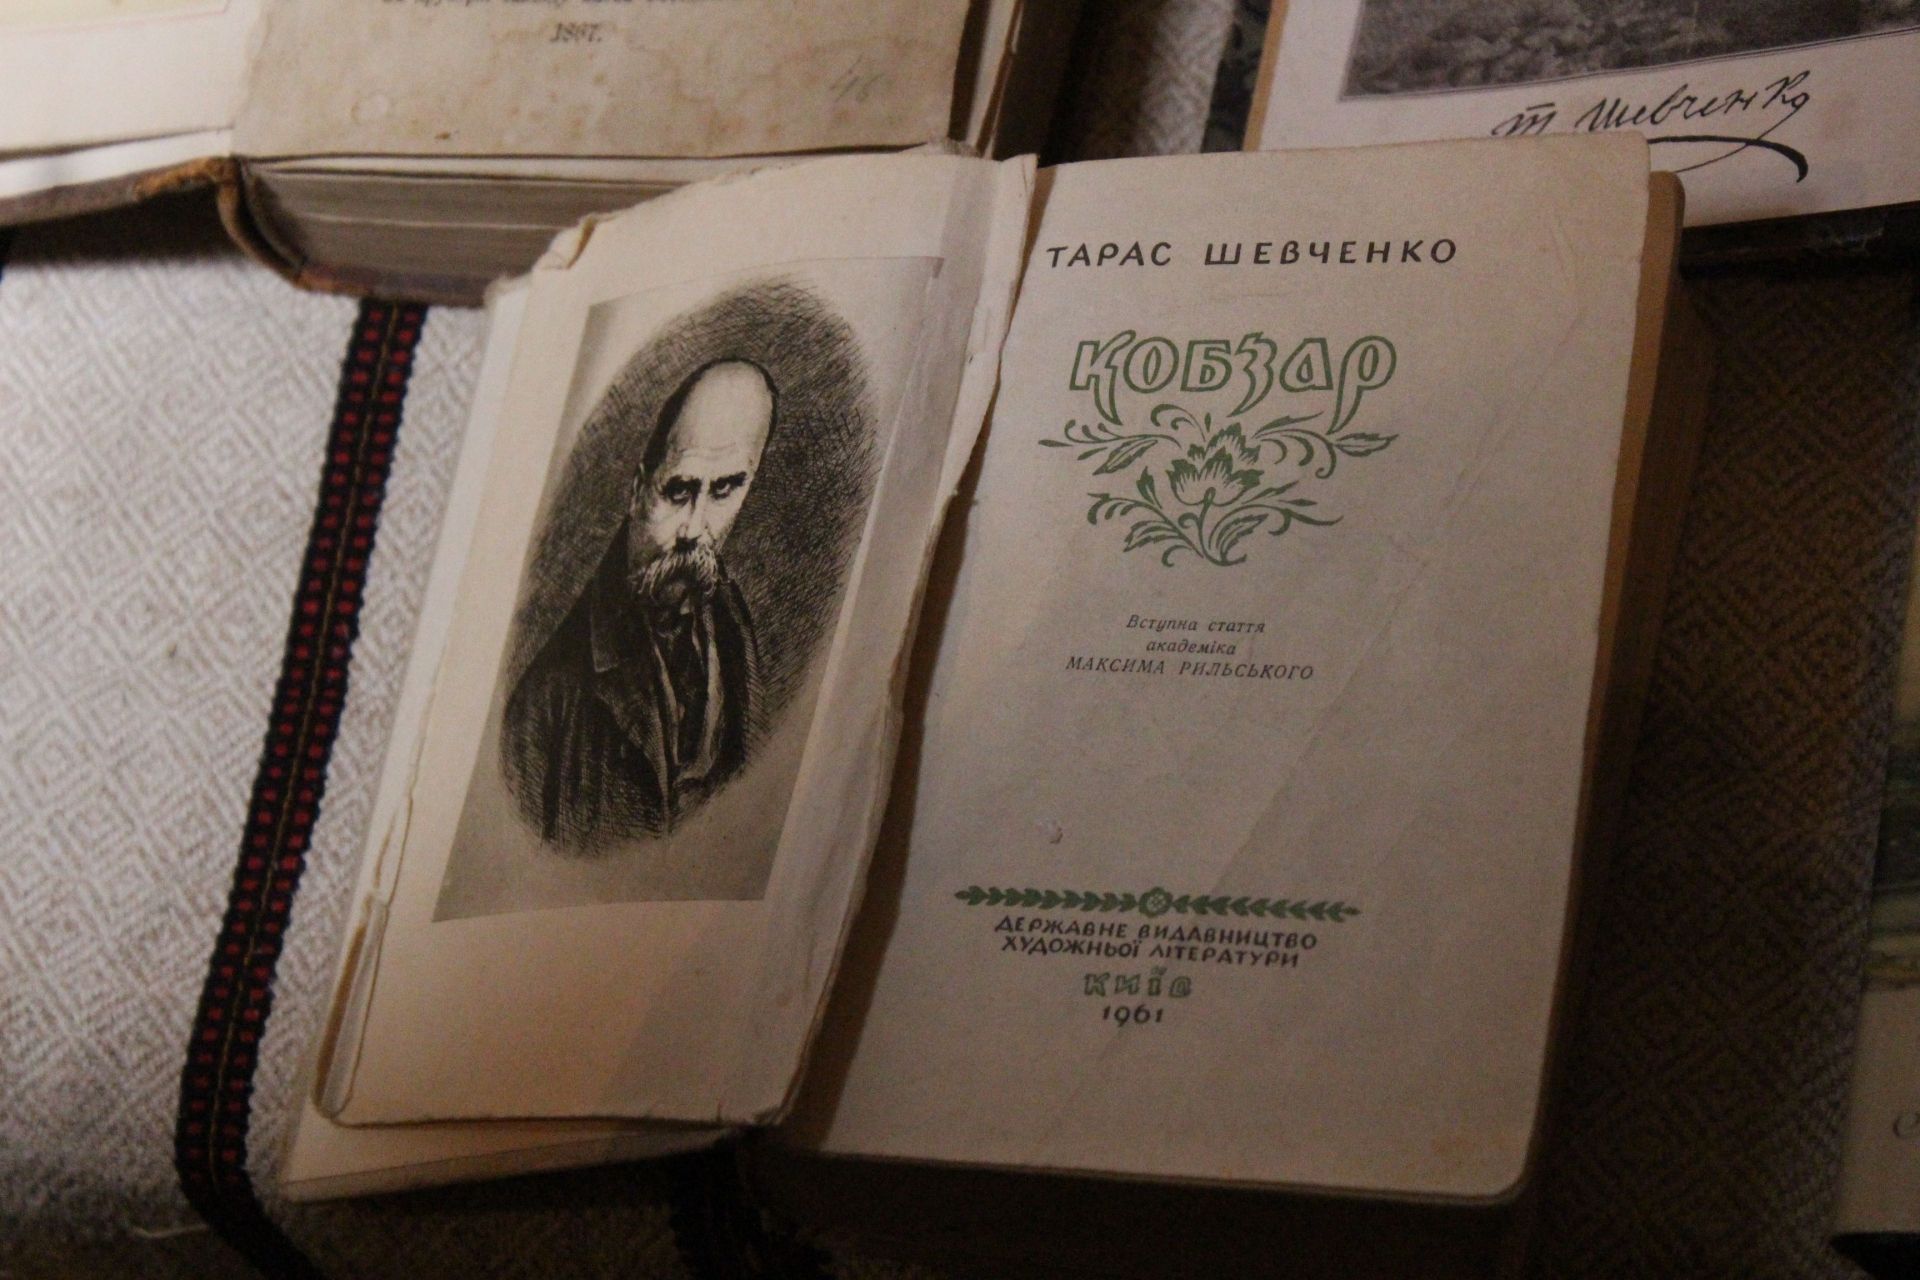 1867.
Т. Шевченко
ТАРАС ШЕВЧЕНКО
КОБЗАР
Вступна стаття
академіка
МАКСИМА РИЛЬСЬКОГО
ДЕРЖАВНЕ ВИДАВНИЦТВО
ХУДОЖНЬОЇ ЛІТЕРАТУРИ
КИЇВ
1961